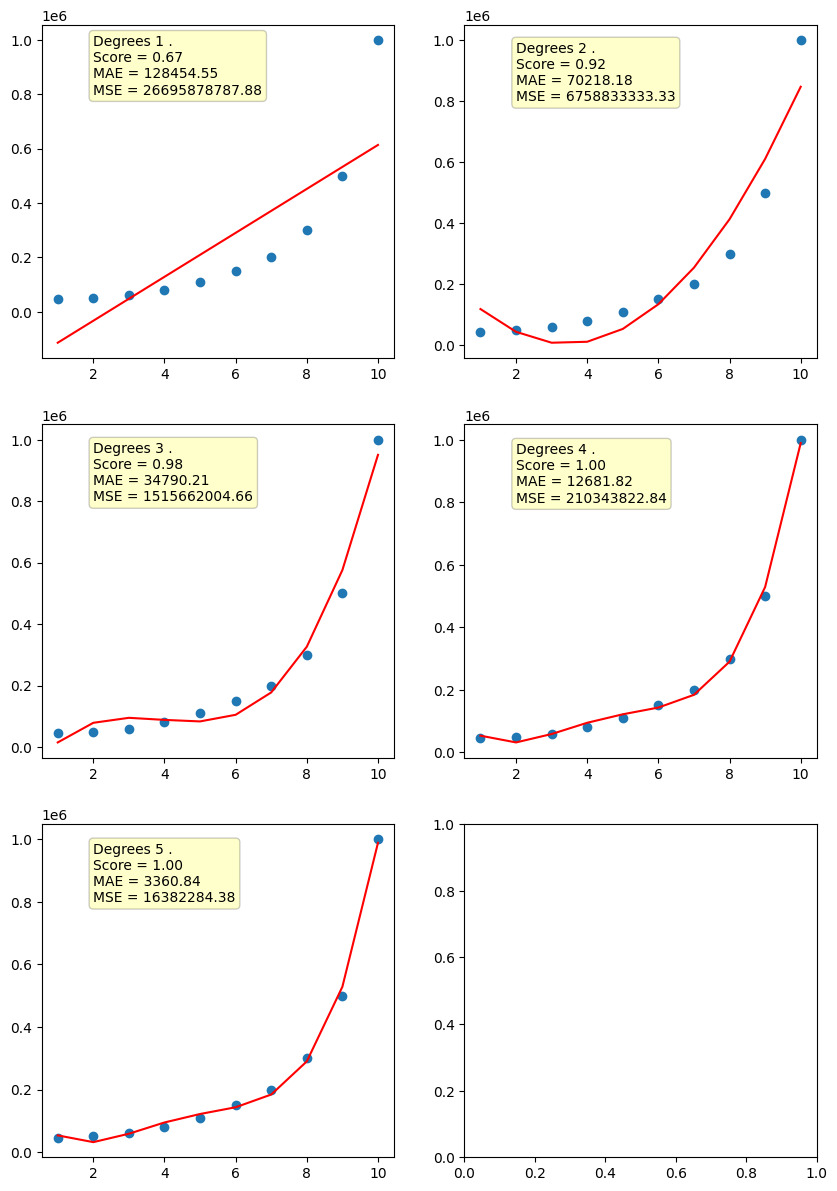 1e6
Degrees 1 .
Score = 0.67
MAE = 128454.55
MSE = 26695878787.88
1.0
0.8
0.6
0.4
0.2
0.0
2 4 6 8 10
1e6
Degrees 2 .
Score = 0.92
MAE = 70218.18
MSE = 6758833333.33
1.0
0.8
0.6
0.4
0.2
0.0
2 4 6 8 10
1e6
Degrees 3 .
Score = 0.98
MAE = 34790.21
MSE = 1515662004.66
1.0
0.8
0.6
0.4
0.2
0.0
2 4 6 8 10
1e6
Degrees 4 .
Score = 1.00
MAE = 12681.82
MSE = 210343822.84
1.0
0.8
0.6
0.4
0.2
0.0
2 4 6 8 10
1e6
Degrees 5 .
Score = 1.00
MAE = 3360.84
MSE = 16382284.38
1.0
0.8
0.6
0.4
0.2
0.0
2 4 6 8 10
1.0
0.8
0.6
0.4
0.2
0.0
0.0 0.2 0.4 0.6 0.8 1.0